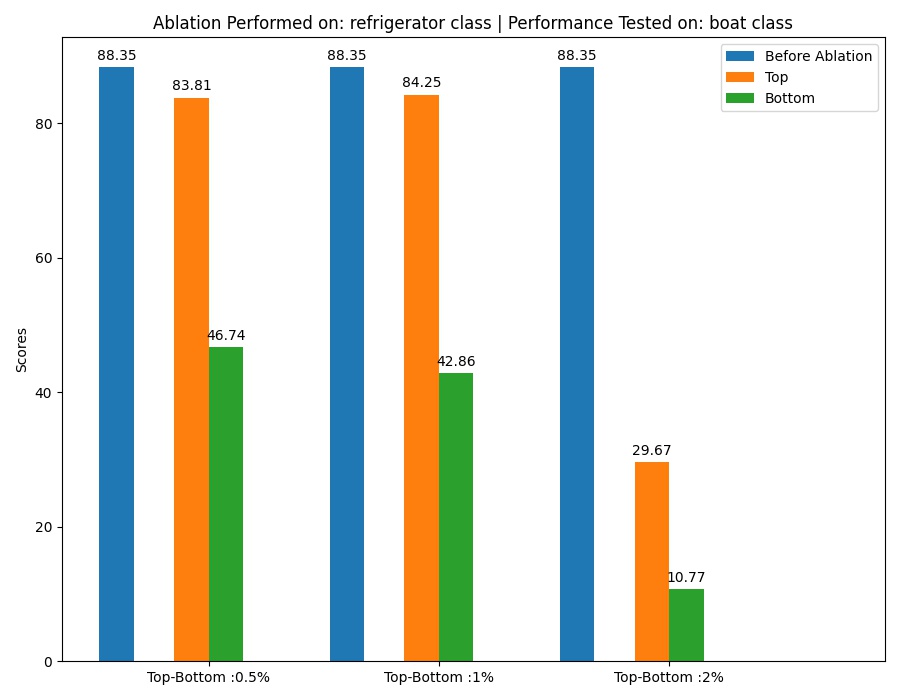 Ablation Performed on: refrigerator class | Performance Tested on: boat class
Before Ablation
Top
Bottom
88.35
83.81
46.74
88.35
84.25
42.86
88.35
29.67
10.77
Scores
80
60
40
20
0
Top-Bottom :0.5%
Top-Bottom :1%
Top-Bottom :2%